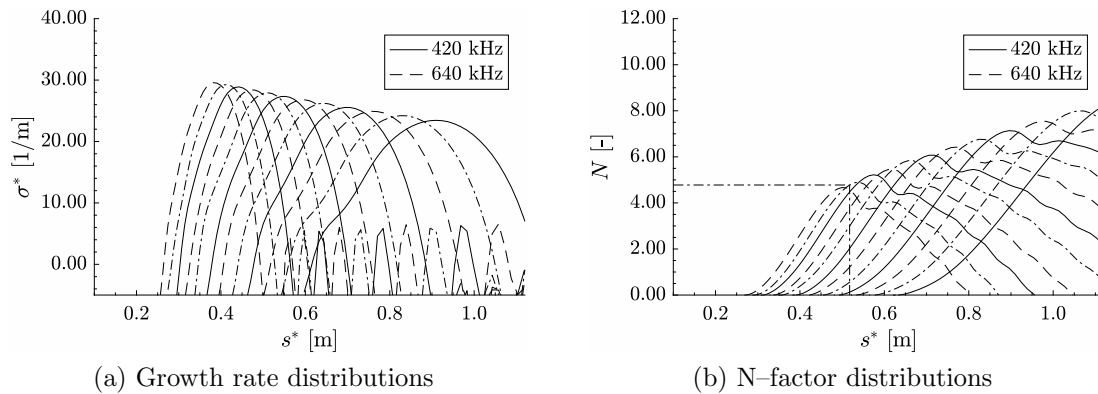 40.00
30.00
20.00
10.00
0.00
σ* [1/m]
0.2 0.4 0.6 0.8 1.0
s* [m]
420 kHz
640 kHz
(a) Growth rate distributions
12.00
10.00
8.00
6.00
4.00
2.00
0.00
N [-]
0.2 0.4 0.6 0.8 1.0
s* [m]
420 kHz
640 kHz
(b) N–factor distributions